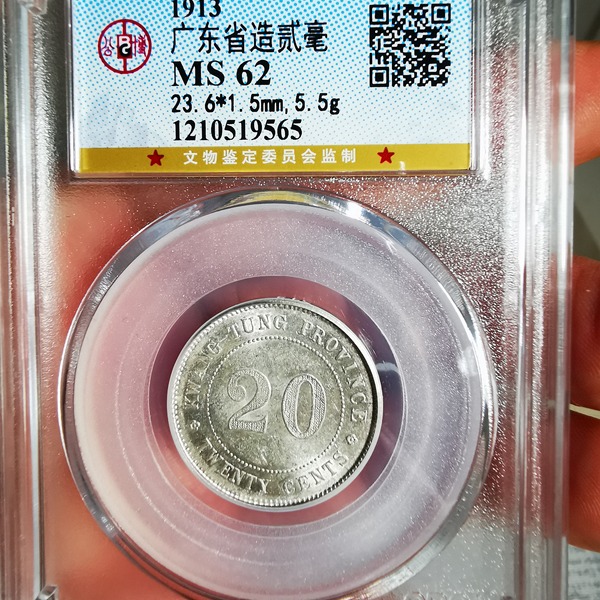 1913
广东省造贰毫
MS 62
23.6*1.5mm,5.5g
1210519565
文物鉴定委员会监制
KWANG TUNG PROVINCE
20
TWENTY CENTS